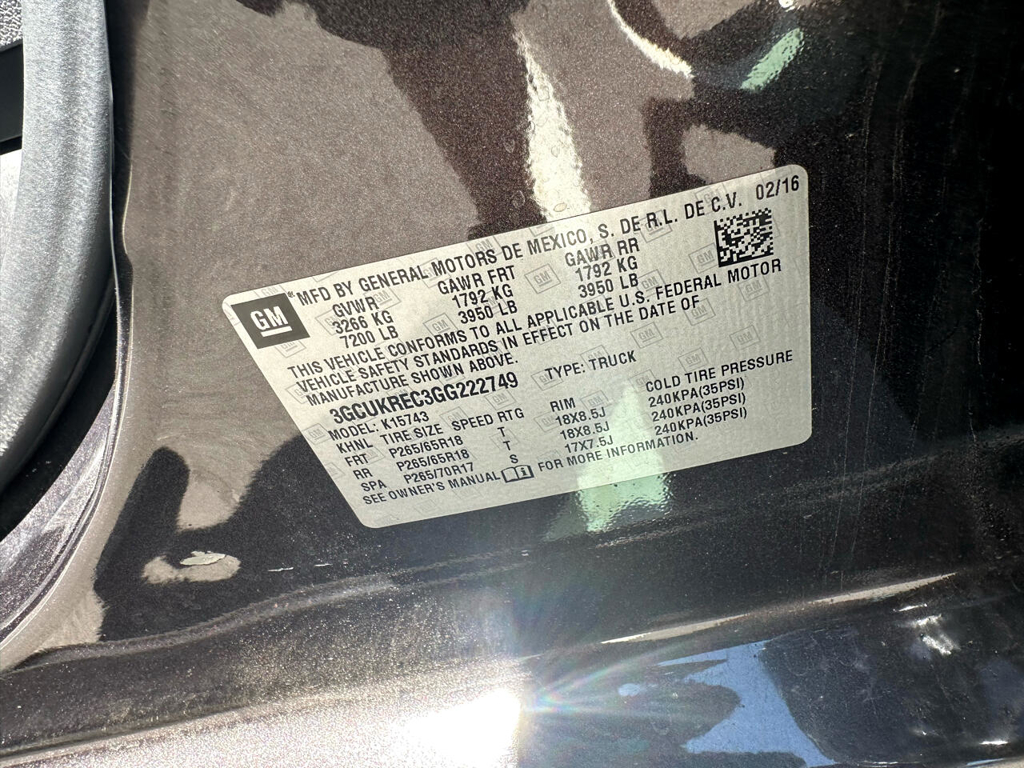 GM
® MFD BY GENERAL MOTORS DE MEXICO, S. DE R.L. DE C.V. 02/16
GVWR GAWR FRT GAWR RR
3266 KG 1792 KG 1792 KG
7200 LB 3950 LB 3950 LB
THIS VEHICLE CONFORMS TO ALL APPLICABLE U.S. FEDERAL MOTOR
VEHICLE SAFETY STANDARDS IN EFFECT ON THE DATE OF
MANUFACTURE SHOWN ABOVE.
3GCUKREC3GG222749 TYPE: TRUCK
MODEL: K15743
KHNL TIRE SIZE SPEED RTG RIM COLD TIRE PRESSURE
FRT P265/65R18 T 18X8.5J 240KPA(35PSI)
RR P265/65R18 T 18X8.5J 240KPA(35PSI)
SPA P265/70R17 S 17X7.5J 240KPA(35PSI)
SEE OWNER'S MANUAL FOR MORE INFORMATION.